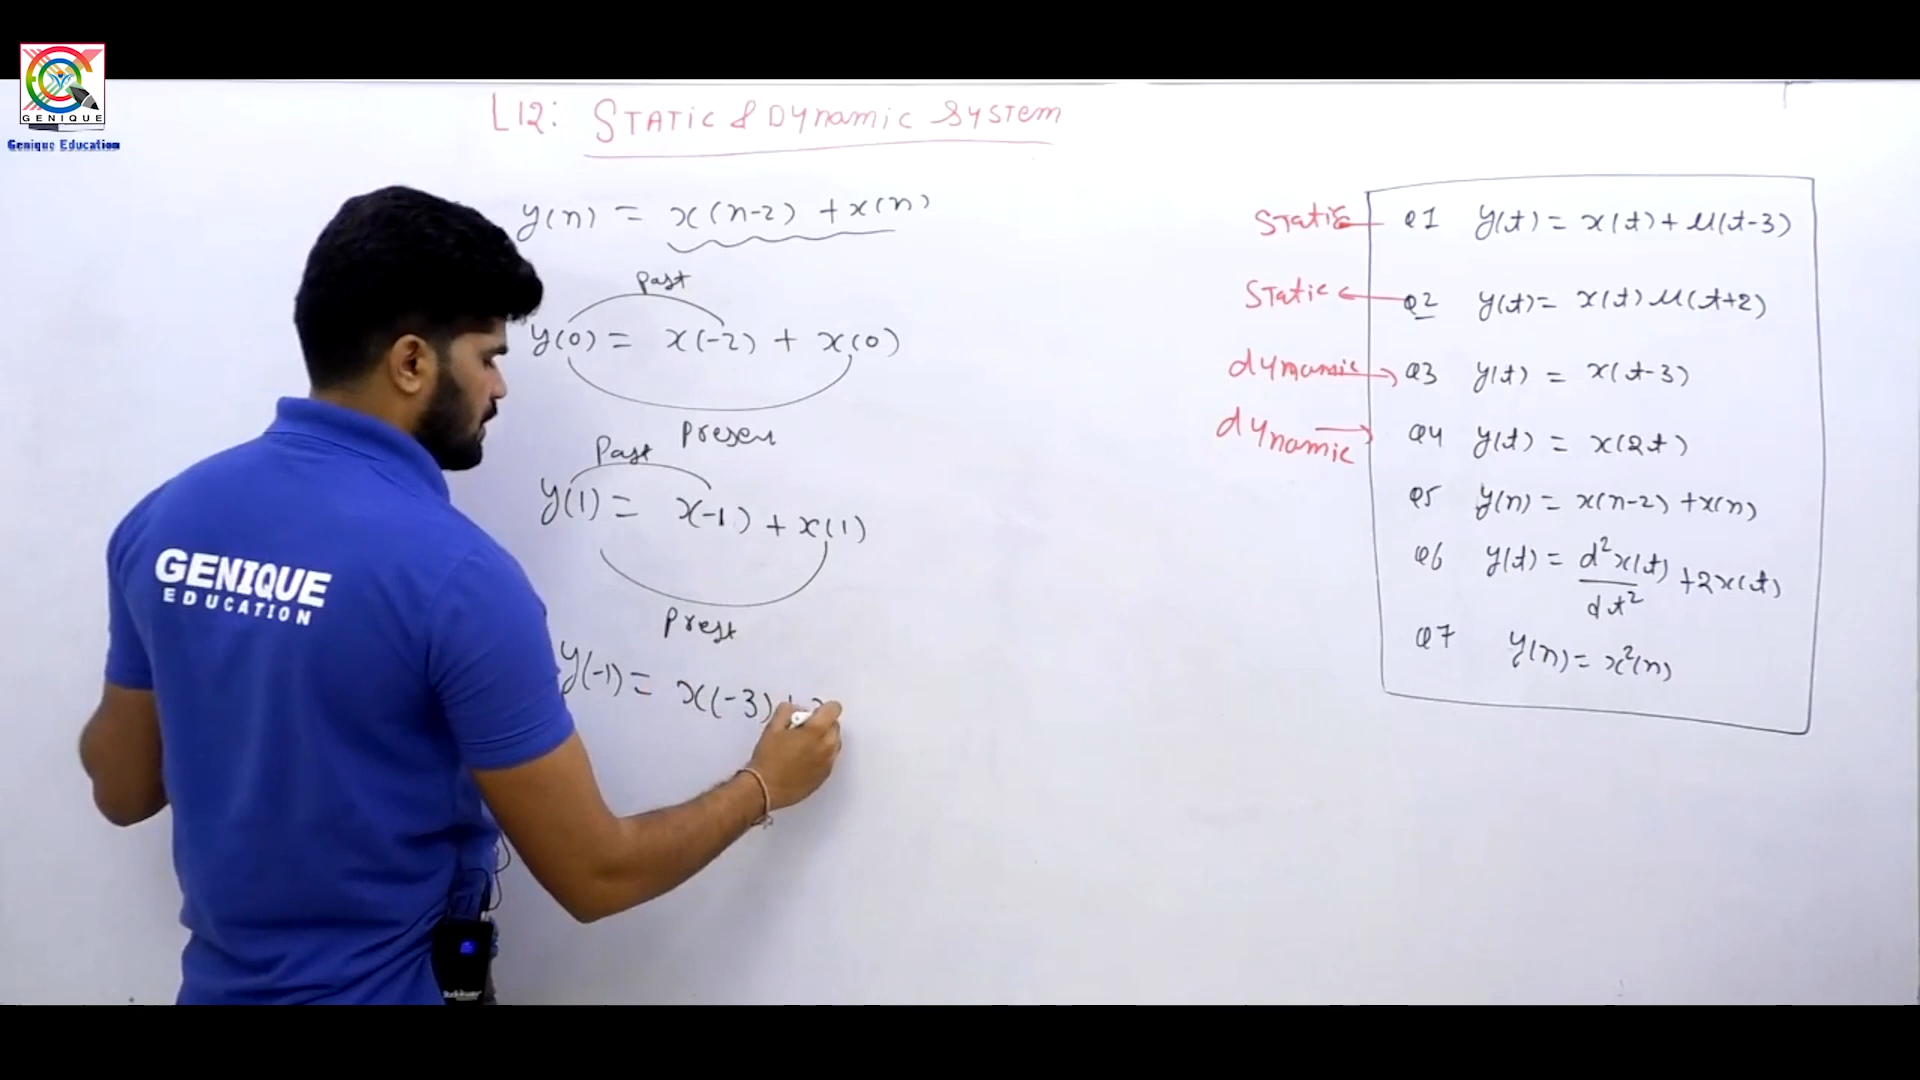 GENIQUE
Genique Education
L12: STATIC & DYNAMIC SYSTEM
y(n) = x(n-2) + x(n)
Past
y(0) = x(-2) + x(0)
Presen
Past
y(1) = x(-1) + x(1)
Prest
y(-1) = x(-3) +
GENIQUE
EDUCATION
Static Q1 y(t) = x(t) + u(t-3)
Static Q2 y(t) = x(t) u(t+2)
dynamic Q3 y(t) = x(t-3)
dynamic Q4 y(t) = x(2t)
Q5 y(n) = x(n-2) + x(n)
Q6 y(t) = d²x(t)/dt² + 2x(t)
Q7 y(n) = x²(n)